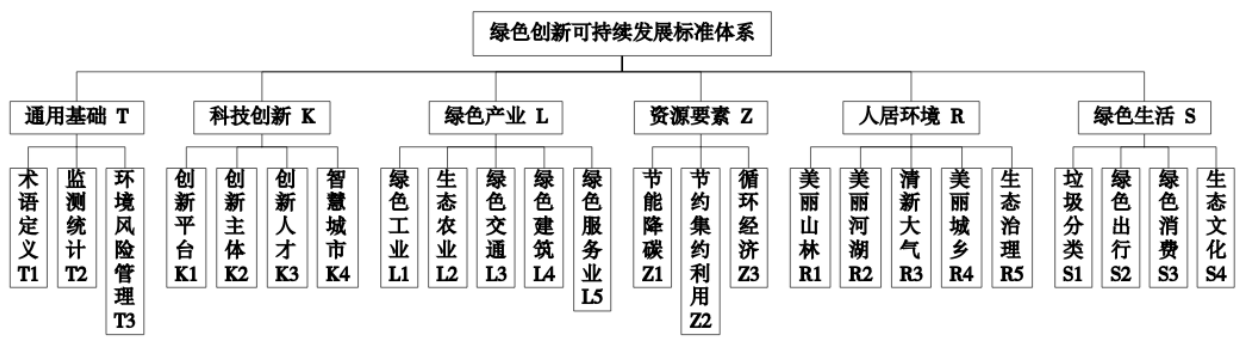 绿色创新可持续发展标准体系
通用基础 T
科技创新 K
绿色产业 L
资源要素 Z
人居环境 R
绿色生活 S
术语定义T1
监测统计T2
环境风险管理T3
创新平台K1
创新主体K2
创新人才K3
智慧城市K4
绿色工业L1
生态农业L2
绿色交通L3
绿色建筑L4
绿色服务业L5
节能降碳Z1
节约集约利用Z2
循环经济Z3
美丽山林R1
美丽河湖R2
清新大气R3
美丽城乡R4
生态治理R5
垃圾分类S1
绿色出行S2
绿色消费S3
生态文化S4